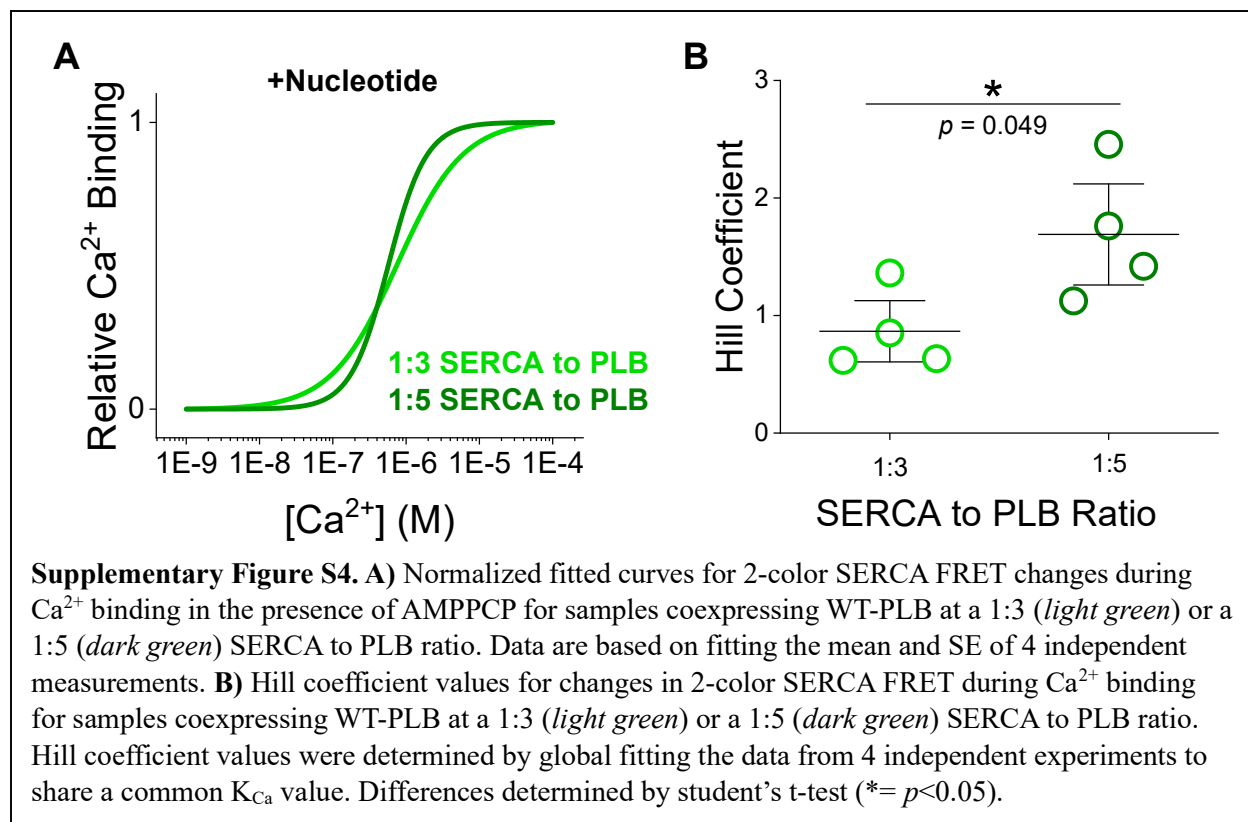 A
+Nucleotide
Relative Ca2+ Binding
1
0
1:3 SERCA to PLB
1:5 SERCA to PLB
1E-9 1E-8 1E-7 1E-6 1E-5 1E-4
[Ca2+] (M)
B
Hill Coefficient
3
2
1
0
*
p = 0.049
1:3 1:5
SERCA to PLB Ratio
Supplementary Figure S4. A) Normalized fitted curves for 2-color SERCA FRET changes during
Ca2+ binding in the presence of AMPPCP for samples coexpressing WT-PLB at a 1:3 (light green) or a
1:5 (dark green) SERCA to PLB ratio. Data are based on fitting the mean and SE of 4 independent
measurements. B) Hill coefficient values for changes in 2-color SERCA FRET during Ca2+ binding
for samples coexpressing WT-PLB at a 1:3 (light green) or a 1:5 (dark green) SERCA to PLB ratio.
Hill coefficient values were determined by global fitting the data from 4 independent experiments to
share a common KCa value. Differences determined by student's t-test (*= p<0.05).